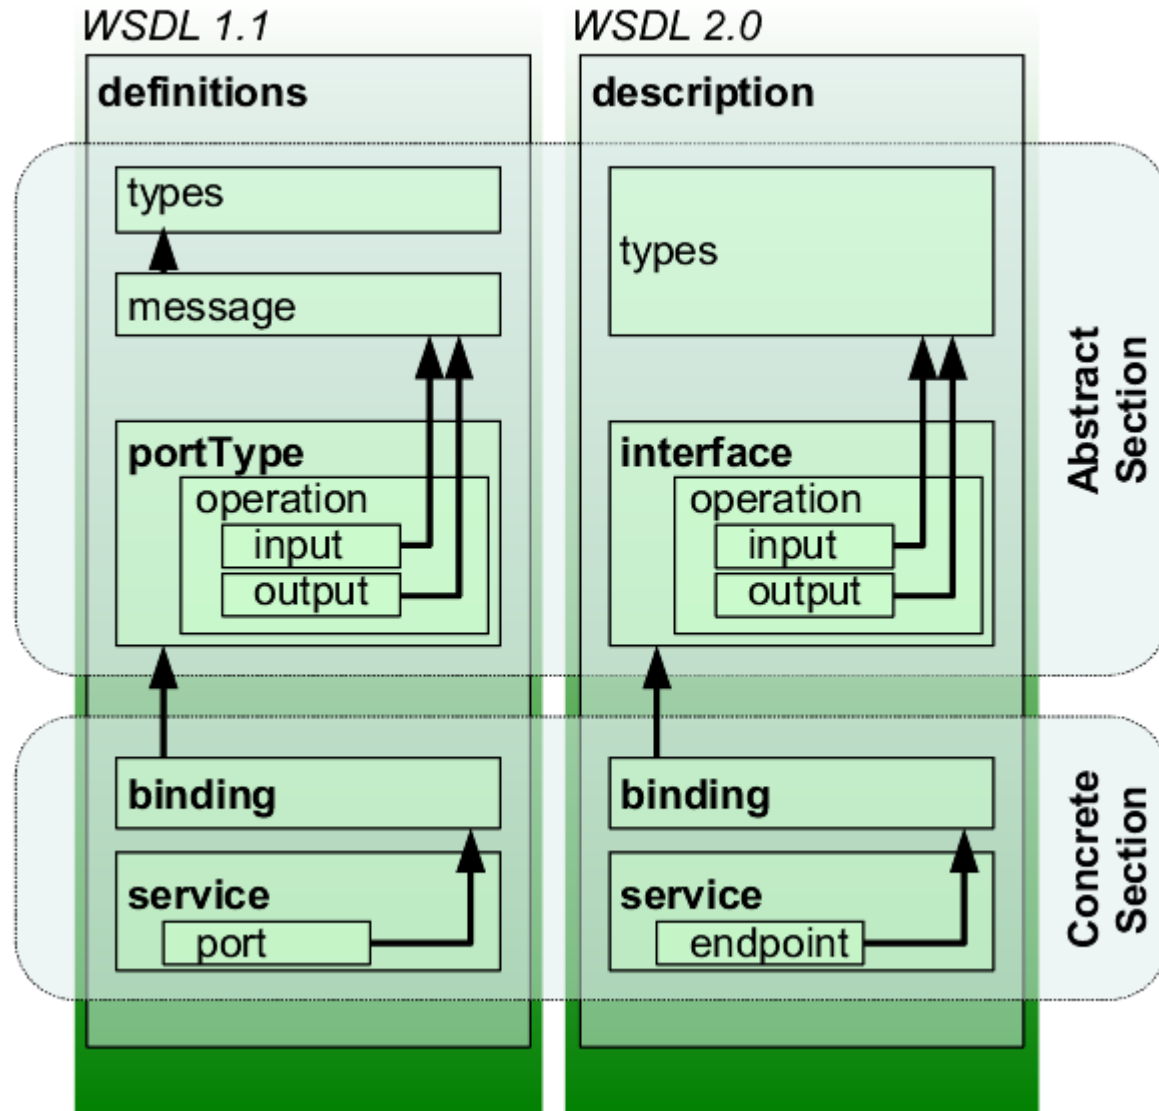 WSDL 1.1
definitions
types
message
portType
operation
input
output
binding
service
port
WSDL 2.0
description
types
interface
operation
input
output
binding
service
endpoint
Abstract
Section
Concrete
Section